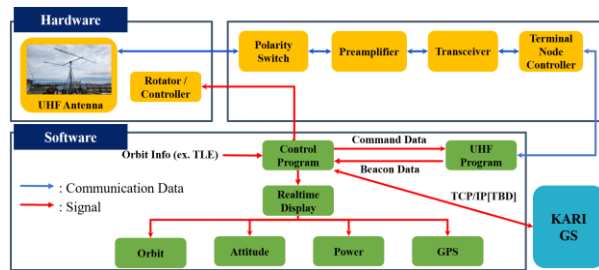 Hardware
UHF Antenna
Rotator /
Controller
Polarity
Switch
Preamplifier
Transceiver
Terminal
Node
Controller
Software
Orbit Info (ex. TLE)
Control
Program
Command Data
Beacon Data
UHF
Program
TCP/IP[TBD]
KARI
GS
Realtime
Display
Orbit
Attitude
Power
GPS
: Communication Data
: Signal